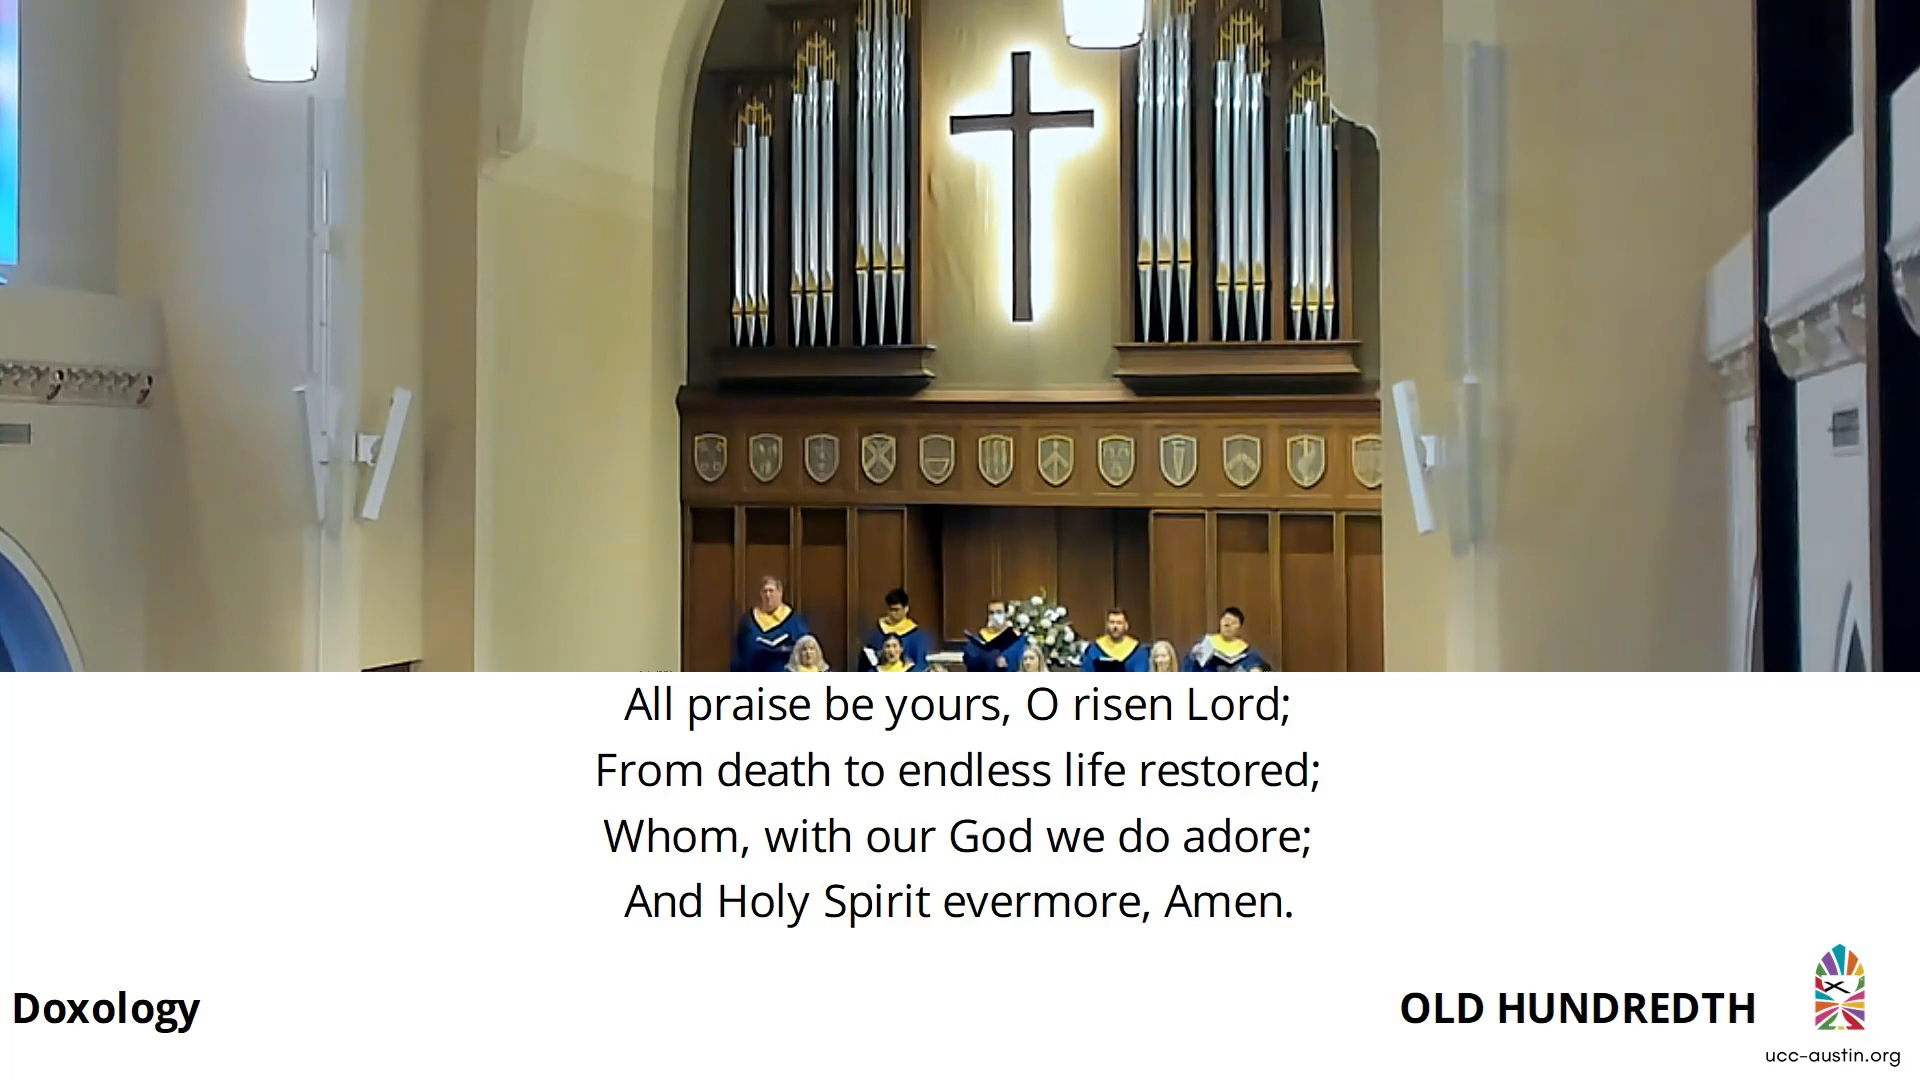 All praise be yours, O risen Lord;
From death to endless life restored;
Whom, with our God we do adore;
And Holy Spirit evermore, Amen.
Doxology
OLD HUNDREDTH
ucc-austin.org